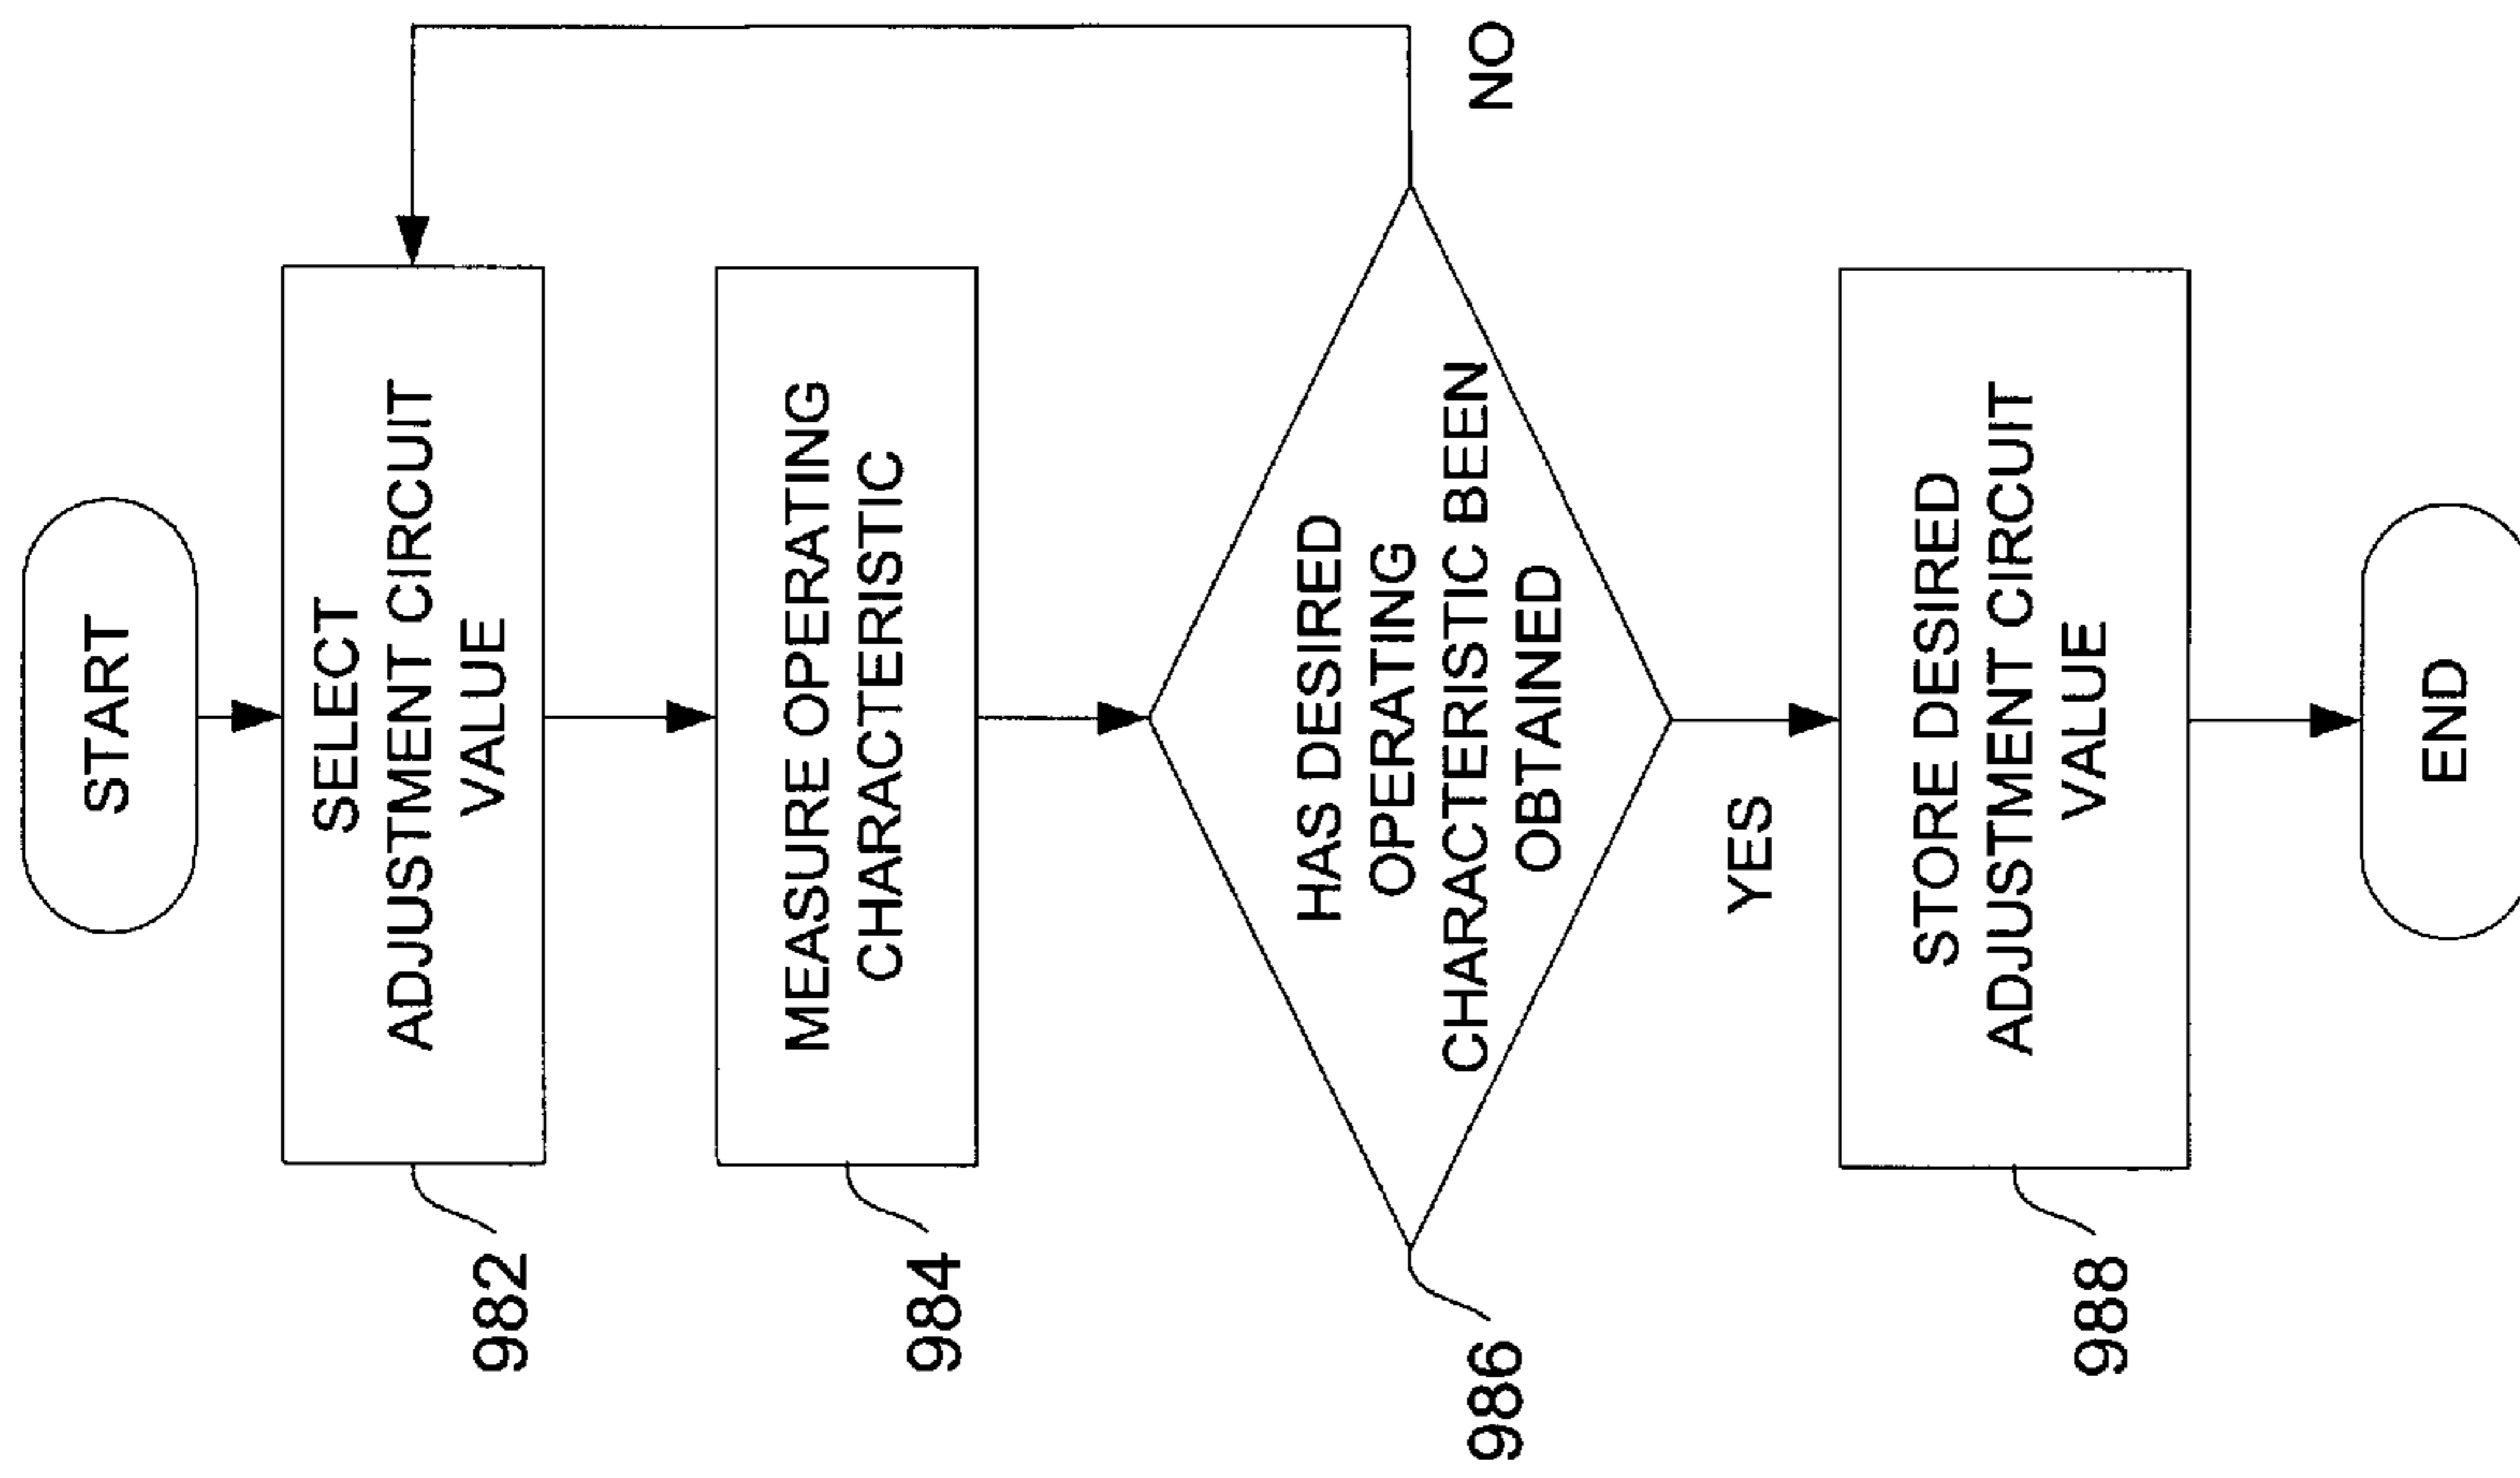 START
SELECT
ADJUSTMENT CIRCUIT
VALUE
982
MEASURE OPERATING
CHARACTERISTIC
984
HAS DESIRED
OPERATING
CHARACTERISTIC BEEN
OBTAINED
986
NO
YES
STORE DESIRED
ADJUSTMENT CIRCUIT
VALUE
988
END